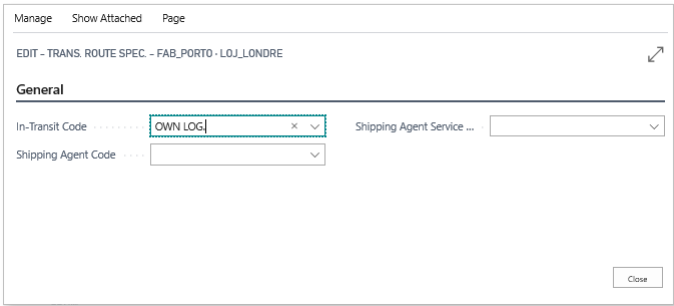 Manage Show Attached Page
EDIT – TRANS. ROUTE SPEC. – FAB_PORTO · LOJ_LONDRE
General
In-Transit Code OWN LOG. Shipping Agent Service ...
Shipping Agent Code
Close